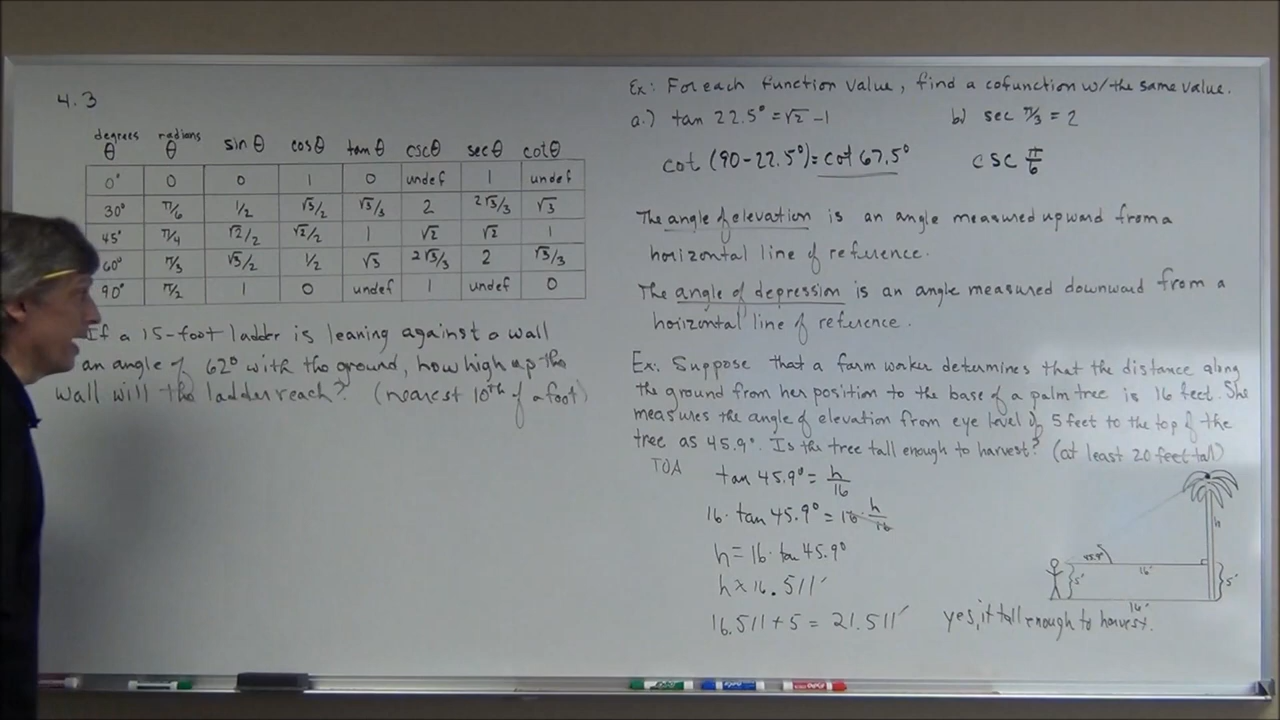 4.3
degrees θ radians θ sin θ cos θ tan θ csc θ sec θ cot θ
0° 0 0 1 0 undef 1 undef
30° π/6 1/2 √3/2 √3/3 2 2√3/3 √3
45° π/4 √2/2 √2/2 1 √2 √2 1
60° π/3 √3/2 1/2 √3 2√3/3 2 √3/3
90° π/2 1 0 undef 1 undef 0
If a 15-foot ladder is leaning against a wall
an angle of 62° with the ground, how high up the
wall will the ladder reach? (nearest 10th of a foot)
Ex: For each function value, find a cofunction w/ the same value.
a.) tan 22.5° = √2 - 1
b) sec π/3 = 2
cot (90-22.5°) = cot 67.5°
csc π/6
The angle of elevation is an angle measured upward from a
horizontal line of reference.
The angle of depression is an angle measured downward from a
horizontal line of reference.
Ex: Suppose that a farm worker determines that the distance along
the ground from her position to the base of a palm tree is 16 feet. She
measures the angle of elevation from eye level of 5 feet to the top of the
tree as 45.9°. Is the tree tall enough to harvest? (at least 20 feet tall)
TOA
tan 45.9° = h/16
16 · tan 45.9° = 16 · h/16
h = 16 · tan 45.9°
h ≈ 16.511'
16.511 + 5 = 21.511'
yes, it tall enough to harvest.
h
45.9°
16'
5'
5'
16'